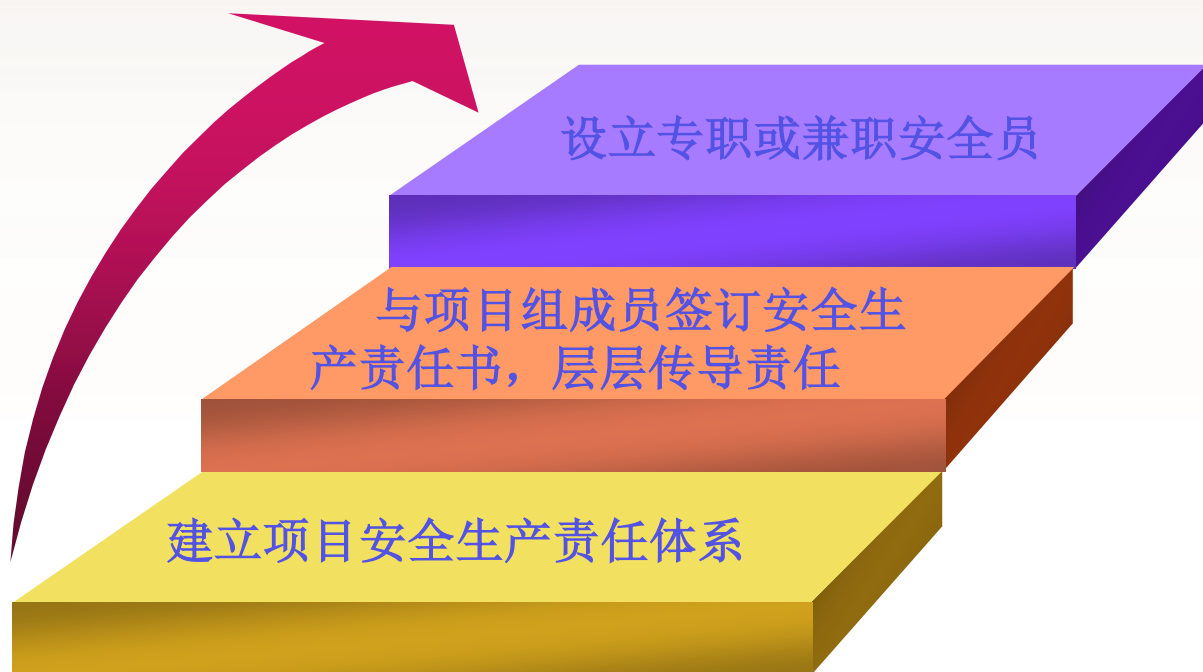 设立专职或兼职安全员
与项目组成员签订安全生
产责任书，层层传导责任
建立项目安全生产责任体系